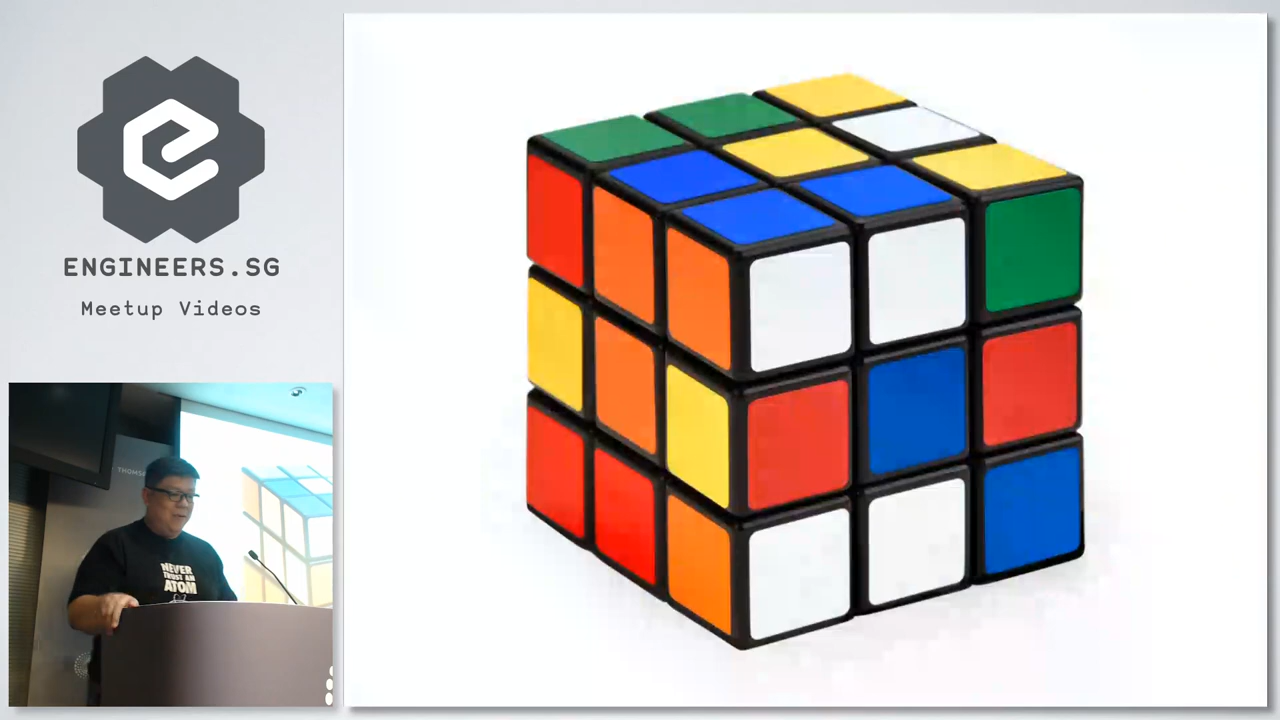 ENGINEERS.SG
Meetup Videos
NEVER
TRUST AN
ATOM